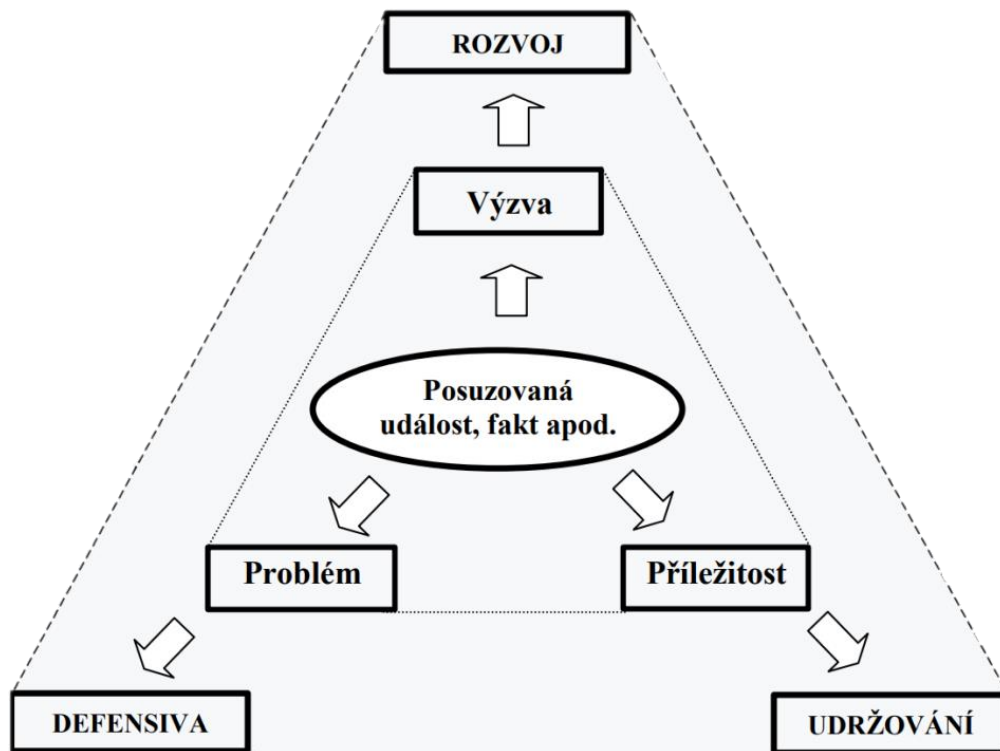 ROZVOJ
Výzva
Posuzovaná
událost, fakt apod.
Problém
Příležitost
DEFENSIVA
UDRŽOVÁNÍ